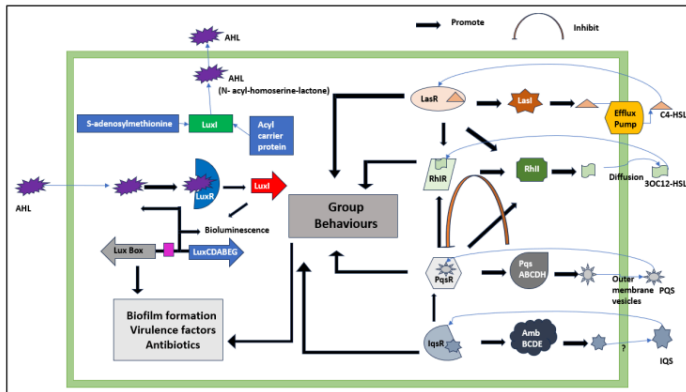 Promote
Inhibit
AHL
AHL
(N- acyl-homoserine-lactone)
S-adenosylmethionine
LuxI
Acyl
carrier
protein
AHL
LuxR
LuxI
Bioluminescence
Lux Box
LuxCDABEG
Biofilm formation
Virulence factors
Antibiotics
Group
Behaviours
LasR
LasI
Efflux
Pump
C4-HSL
RhlR
RhlI
Diffusion
3OC12-HSL
PqsR
Pqs
ABCDH
Outer
membrane
vesicles
PQS
IqsR
Amb
BCDE
?
IQS